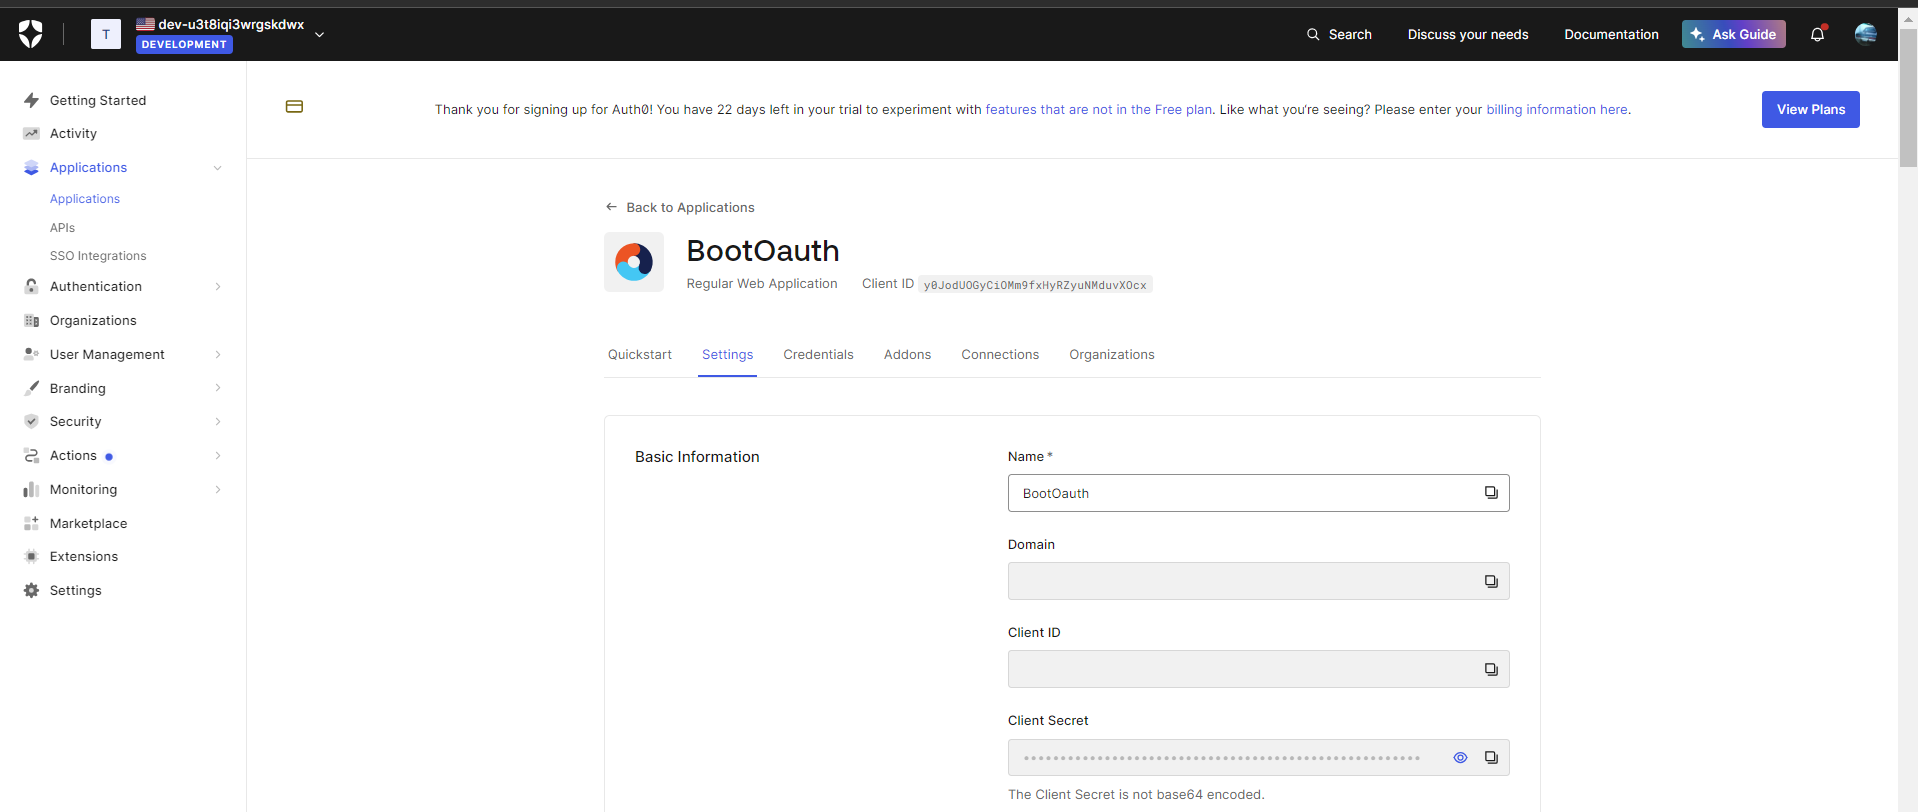 T
dev-u3t8iqi3wrgskdwx
DEVELOPMENT
Search
Discuss your needs
Documentation
Ask Guide
Getting Started
Activity
Applications
Applications
APIs
SSO Integrations
Authentication
Organizations
User Management
Branding
Security
Actions
Monitoring
Marketplace
Extensions
Settings
Thank you for signing up for Auth0! You have 22 days left in your trial to experiment with features that are not in the Free plan. Like what you're seeing? Please enter your billing information here.
View Plans
← Back to Applications
BootOauth
Regular Web Application
Client ID y0JodUOGyCiOMm9fxHyRZyuNMduvXOcx
Quickstart
Settings
Credentials
Addons
Connections
Organizations
Basic Information
Name *
BootOauth
Domain
Client ID
Client Secret
The Client Secret is not base64 encoded.